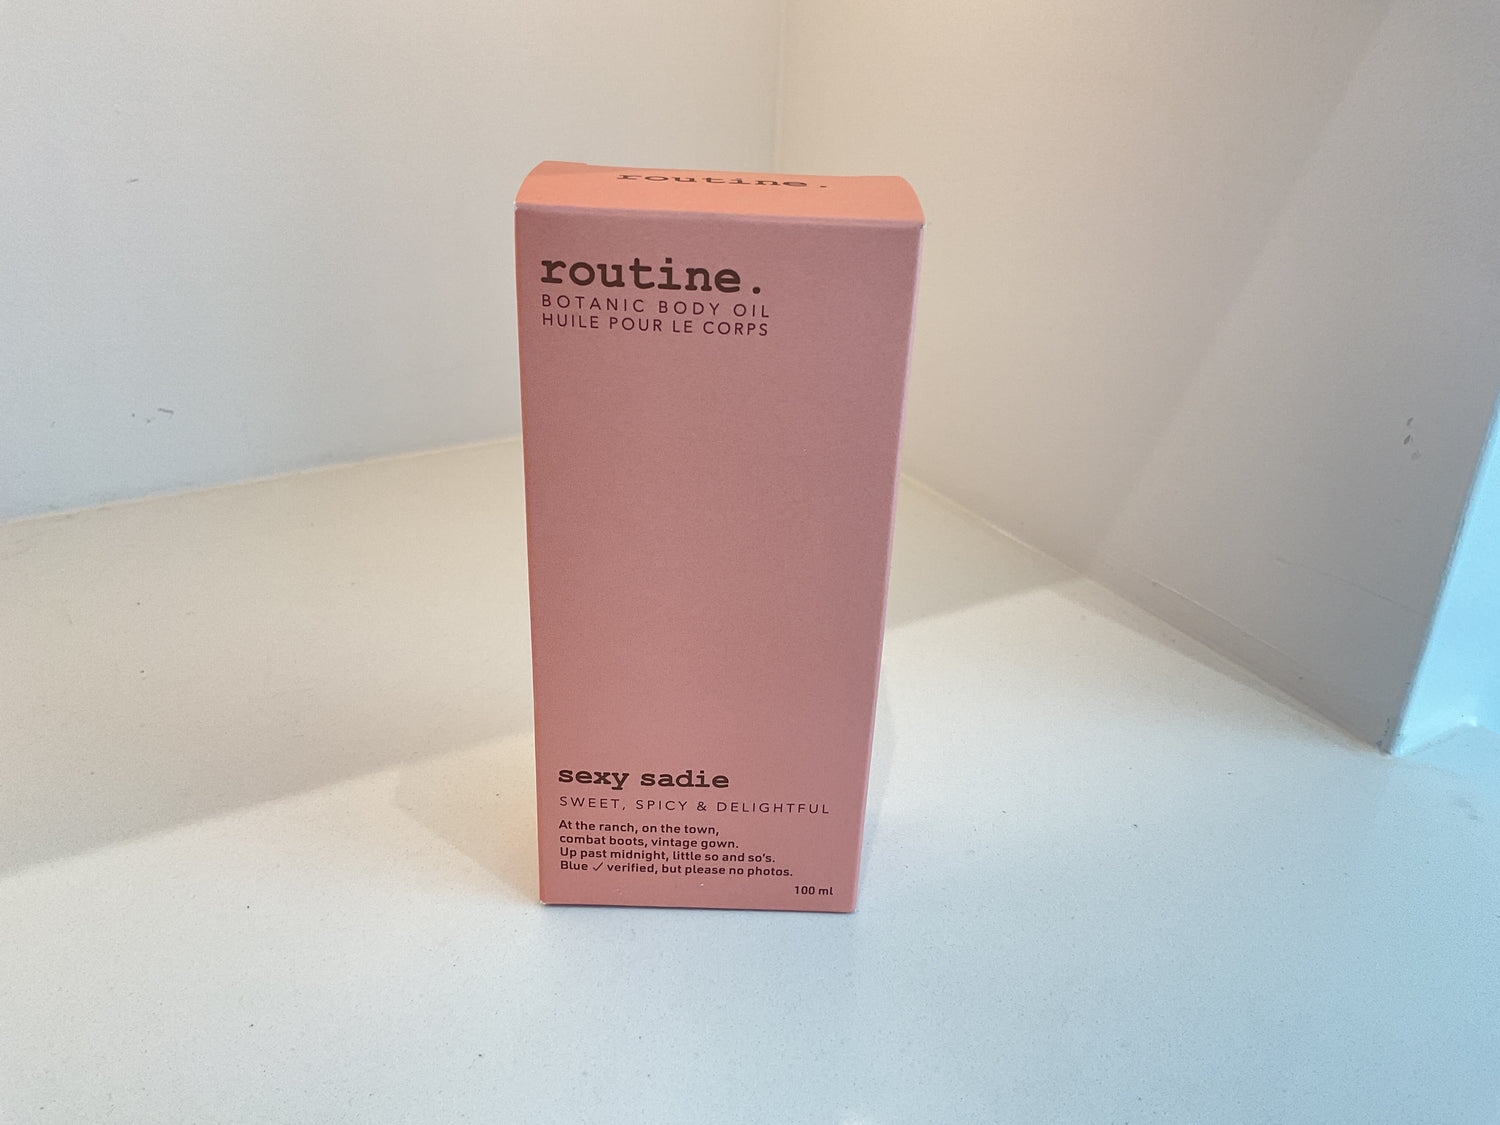 routine.
routine.
BOTANIC BODY OIL
HUILE POUR LE CORPS
sexy sadie
SWEET, SPICY & DELIGHTFUL
At the ranch, on the town,
combat boots, vintage gown.
Up past midnight, little so and so's.
Blue ✓ verified, but please no photos.
100 ml